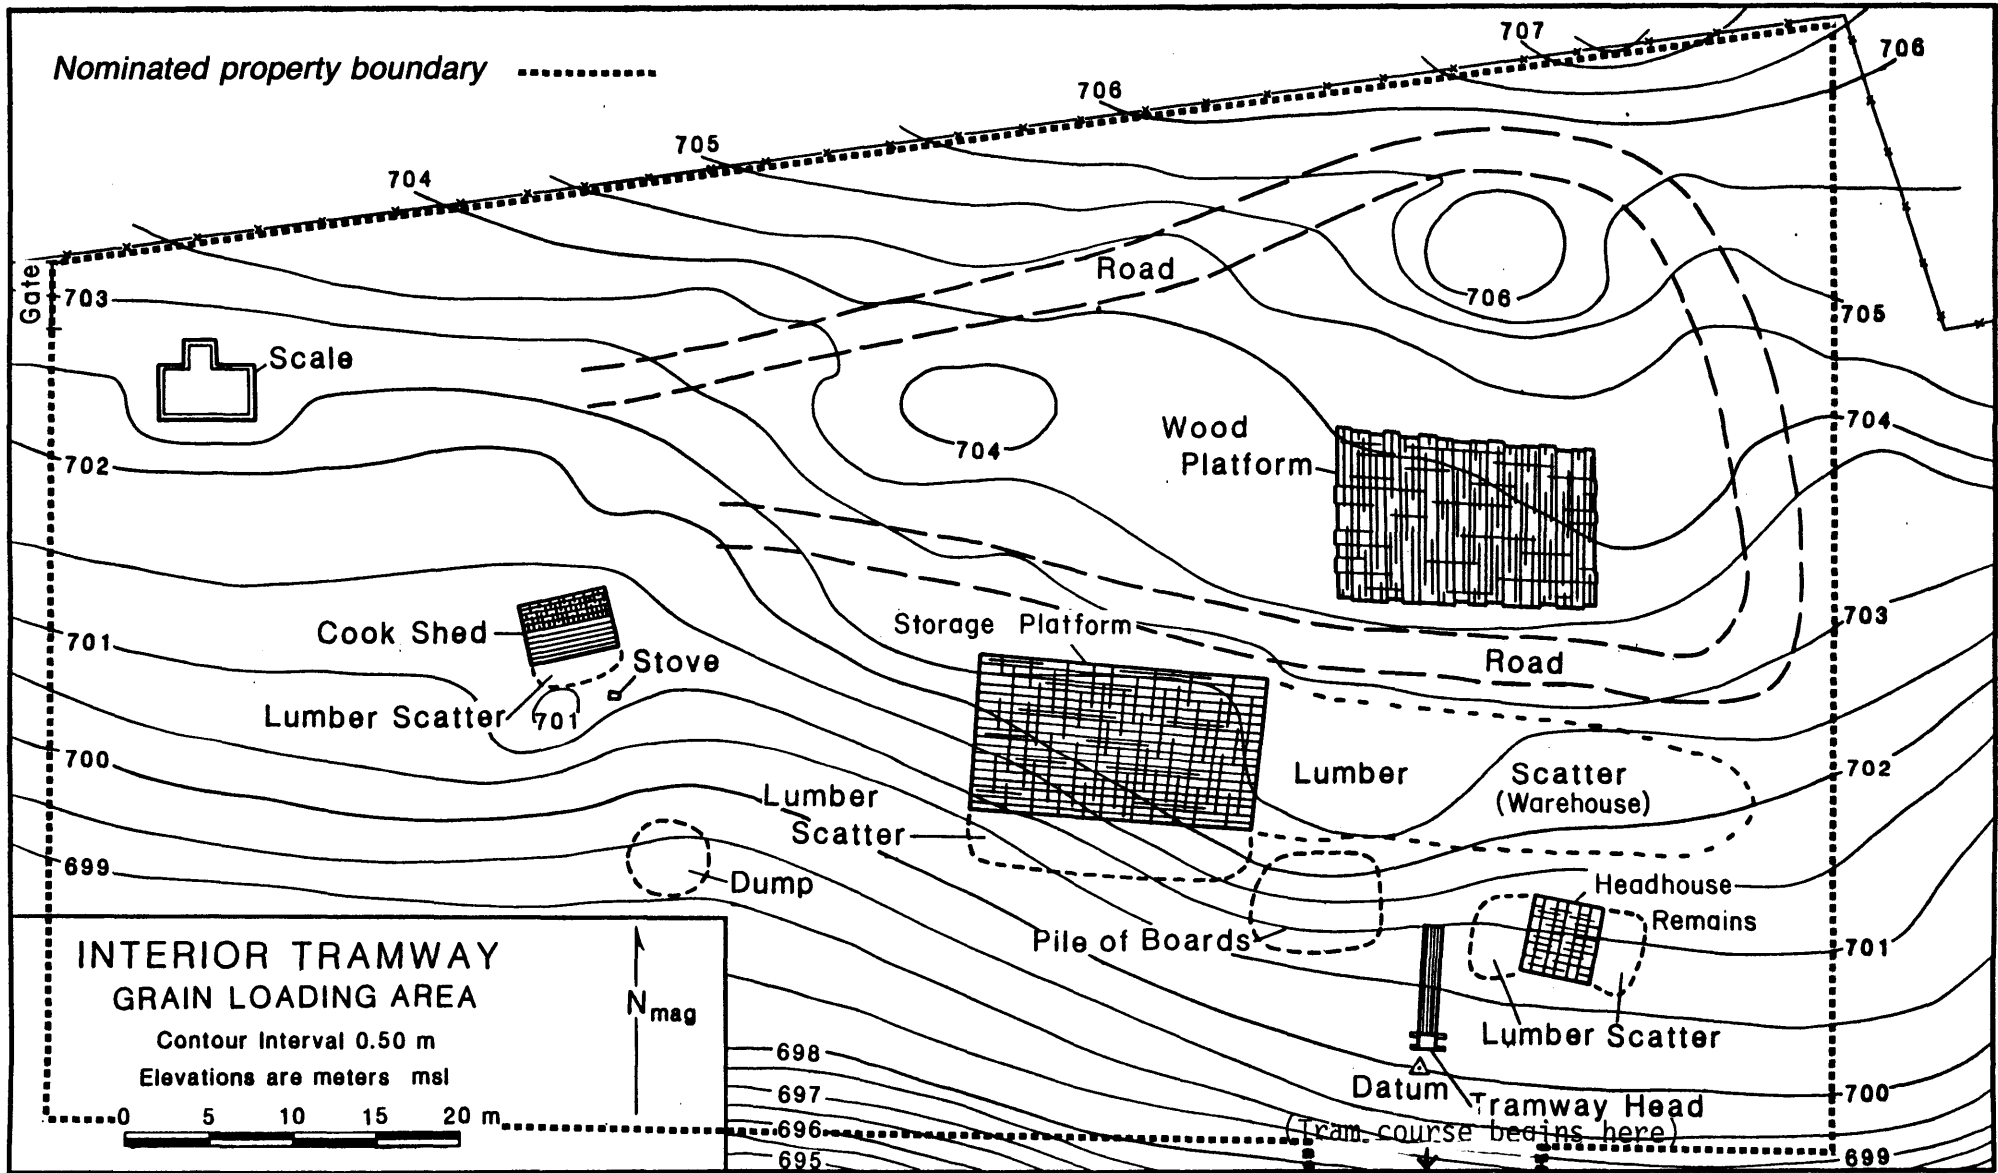 707
706
Nominated property boundary
706
705
704
Road
Gate
703
706
705
Scale
704
Wood
Platform
704
702
Cook Shed
Storage Platform
703
701
Stove
Road
Lumber Scatter
701
700
Lumber
Scatter
(Warehouse)
702
Lumber
Scatter
699
Dump
Headhouse
Remains
Pile of Boards
701
INTERIOR TRAMWAY
GRAIN LOADING AREA
Contour Interval 0.50 m
Elevations are meters msl
N mag
0 5 10 15 20 m
Lumber Scatter
698
697
696
695
Datum
700
Tramway Head
(Tram course begins here)
699